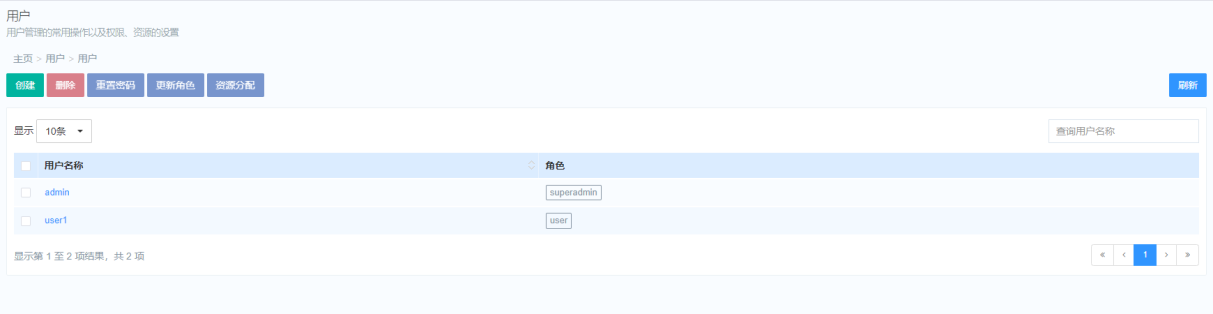 用户
用户管理的常用操作以及权限、资源的设置
主页 > 用户 > 用户
创建 删除 重置密码 更新角色 资源分配 刷新
显示 10条 查询用户名称
用户名称 角色
admin superadmin
user1 user
显示第 1 至 2 项结果，共 2 项 « ‹ 1 › »